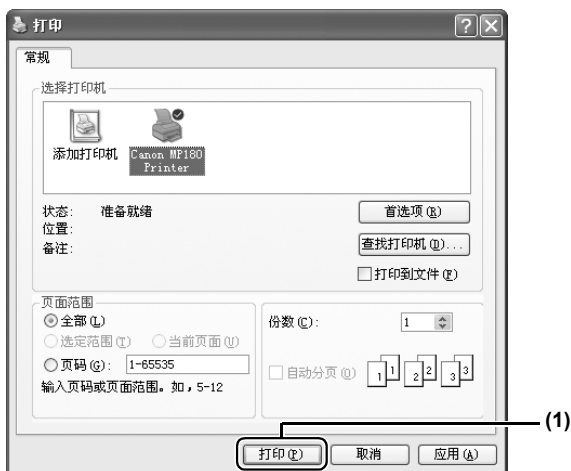 打印
常规
选择打印机
添加打印机
Canon MP180
Printer
状态: 准备就绪
位置:
备注:
首选项(R)
查找打印机(D)...
打印到文件(F)
页面范围
全部(L)
选定范围(T) 当前页面(U)
页码(G): 1-65535
输入页码或页面范围。如，5-12
份数(C): 1
自动分页(O)
1 1 2 2 3 3
(1)
打印(P) 取消 应用(A)